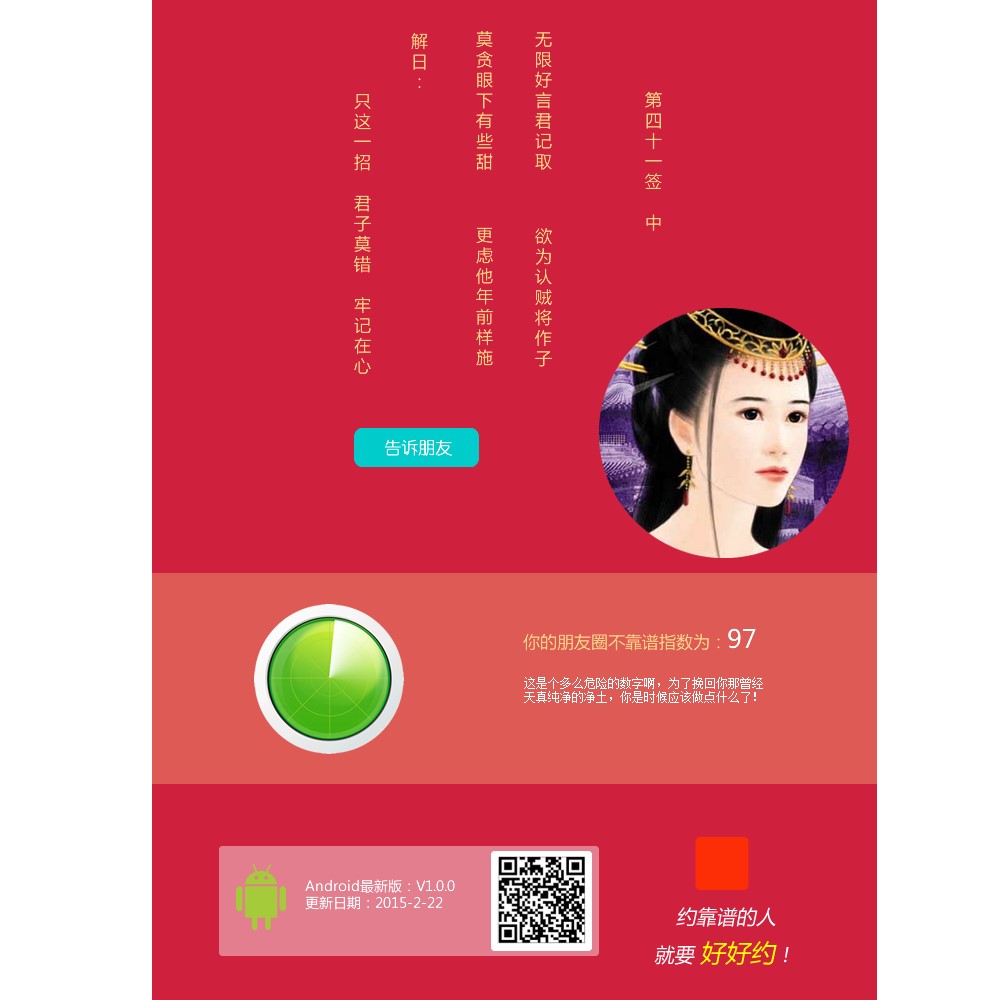 第四十一签 中
无限好言君记取 欲为认贼将作子
莫贪眼下有些甜 更虑他年前样施
解日：
只这一招 君子莫错 牢记在心
告诉朋友
你的朋友圈不靠谱指数为：97
这是个多么危险的数字啊，为了挽回你那曾经
天真纯净的净土，你是时候应该做点什么了！
Android最新版：V1.0.0
更新日期：2015-2-22
约靠谱的人
就要 好好约！